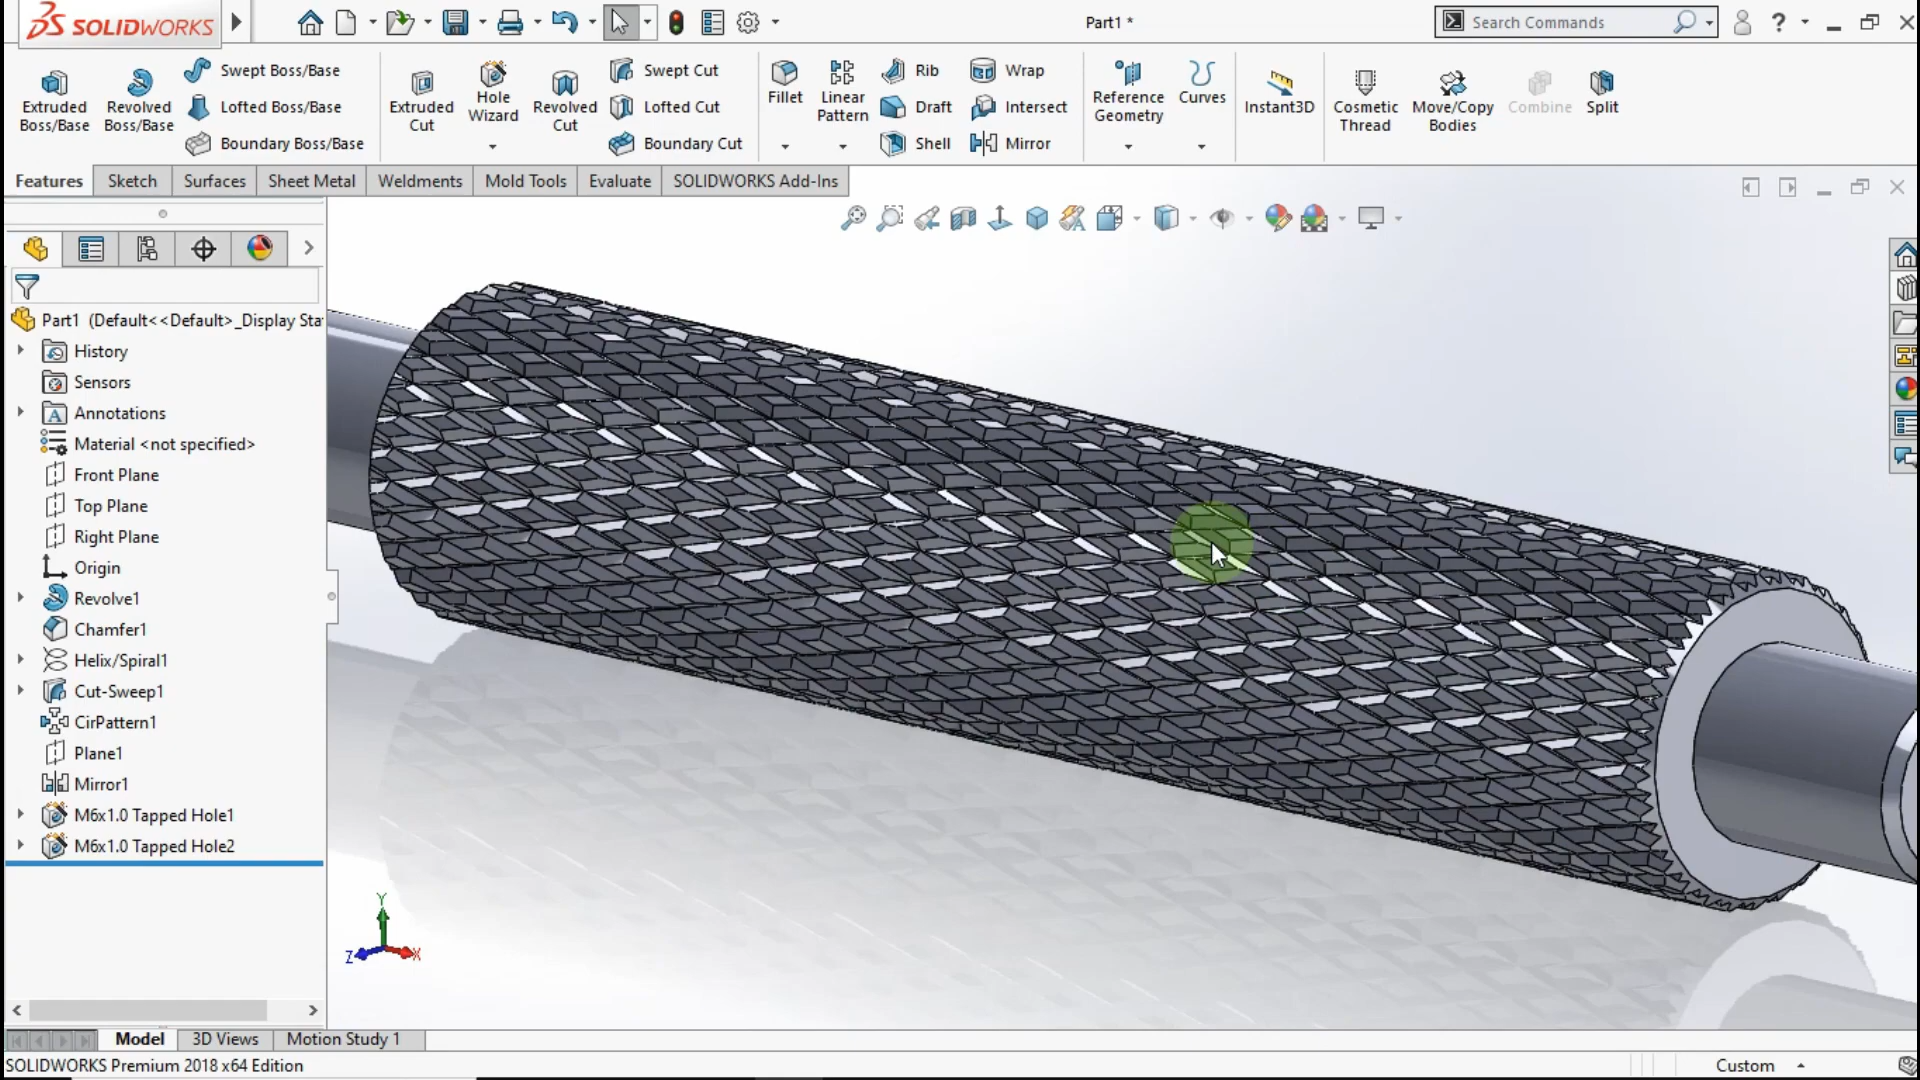 SOLIDWORKS
Part1 *
Search Commands
?
Extruded Boss/Base
Revolved Boss/Base
Swept Boss/Base
Lofted Boss/Base
Boundary Boss/Base
Extruded Cut
Hole Wizard
Revolved Cut
Swept Cut
Lofted Cut
Boundary Cut
Fillet
Linear Pattern
Rib
Draft
Shell
Wrap
Intersect
Mirror
Reference Geometry
Curves
Instant3D
Cosmetic Thread
Move/Copy Bodies
Combine
Split
Features
Sketch
Surfaces
Sheet Metal
Weldments
Mold Tools
Evaluate
SOLIDWORKS Add-Ins
Part1 (Default<<Default>_Display Sta
History
Sensors
Annotations
Material <not specified>
Front Plane
Top Plane
Right Plane
Origin
Revolve1
Chamfer1
Helix/Spiral1
Cut-Sweep1
CirPattern1
Plane1
Mirror1
M6x1.0 Tapped Hole1
M6x1.0 Tapped Hole2
Y
Z
X
Model
3D Views
Motion Study 1
SOLIDWORKS Premium 2018 x64 Edition
Custom